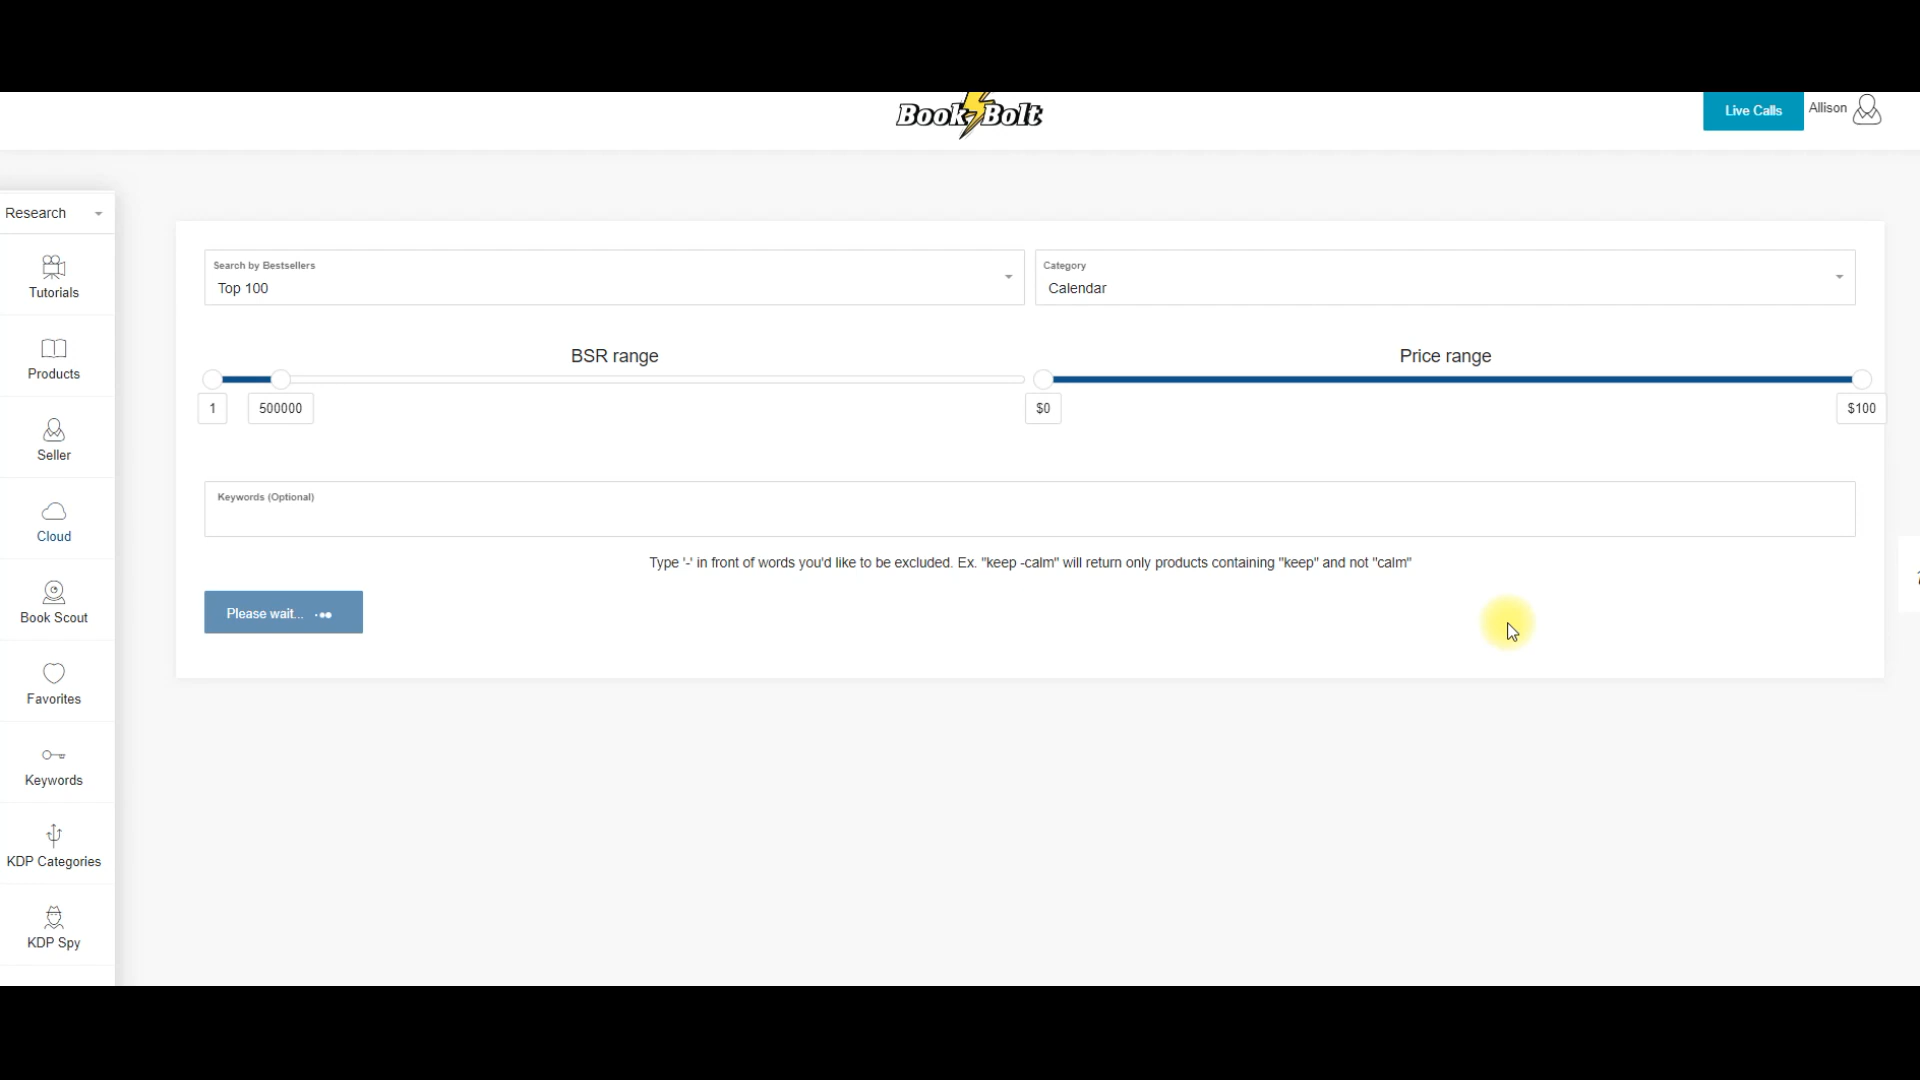 Book Bolt
Live Calls
Allison
Research
Tutorials
Products
Seller
Cloud
Book Scout
Favorites
Keywords
KDP Categories
KDP Spy
Search by Bestsellers
Top 100
Category
Calendar
BSR range
1
500000
Price range
$0
$100
Keywords (Optional)
Type '-' in front of words you'd like to be excluded. Ex. "keep -calm" will return only products containing "keep" and not "calm"
Please wait...